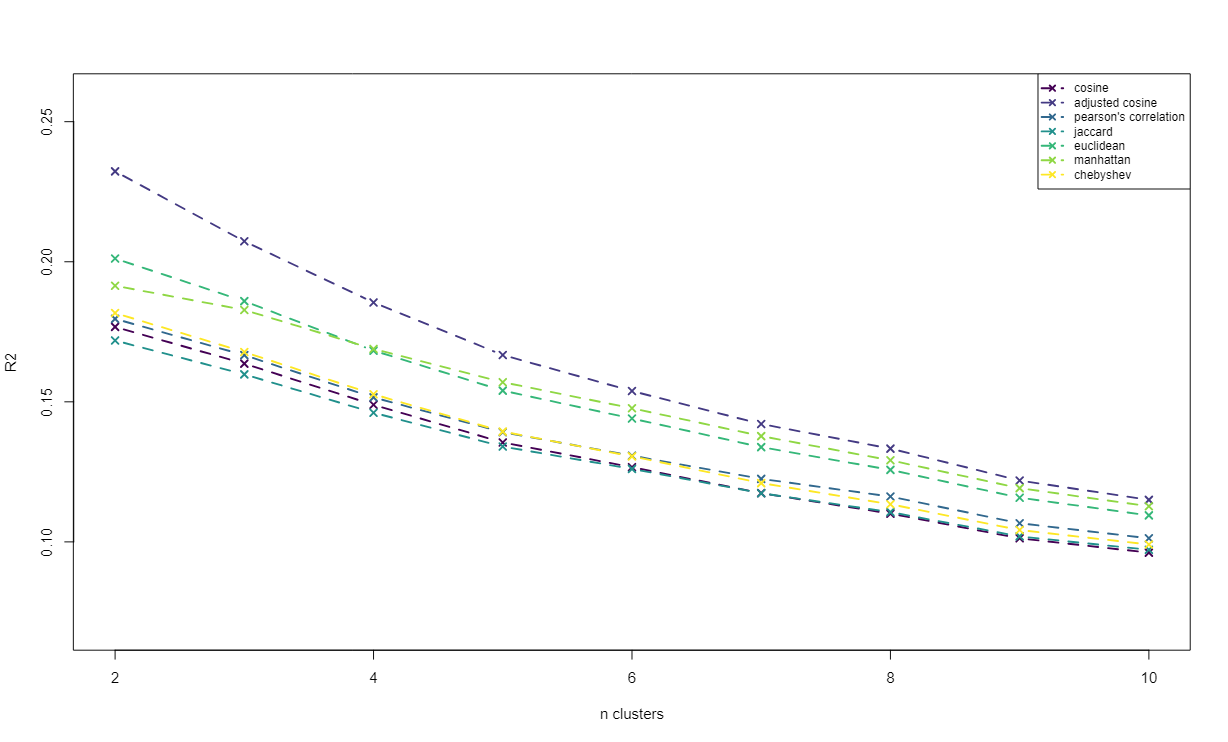 cosine
adjusted cosine
pearson's correlation
jaccard
euclidean
manhattan
chebyshev
0.25
0.20
0.15
0.10
R2
2 4 6 8 10
n clusters